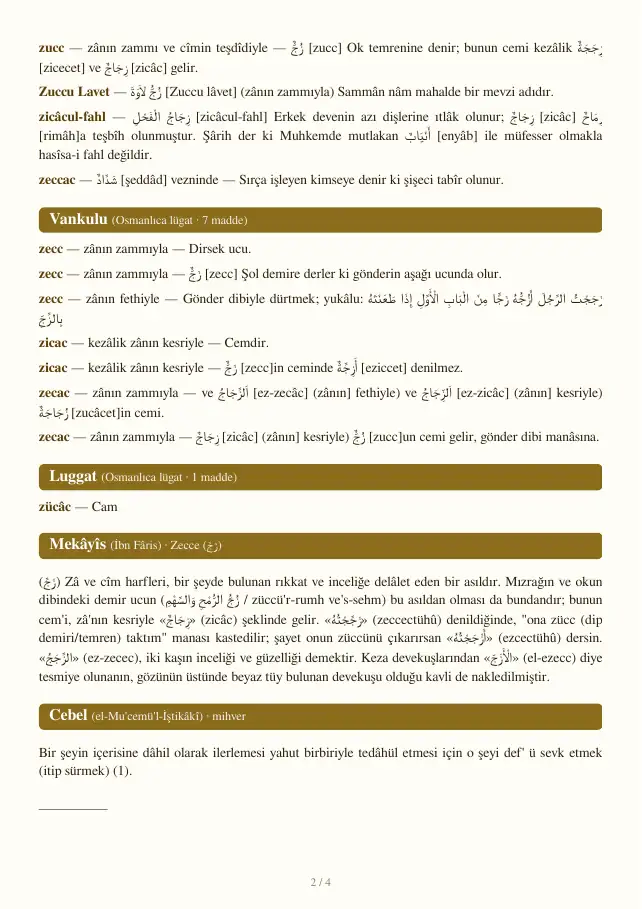 zucc — zânın zammı ve cîmin teşdîdiyle — زُجٌّ [zucc] Ok temrenine denir; bunun cemi kezâlik زِجَجَةٌ
[zicecet] ve زِجَاجٌ [zicâc] gelir.
Zuccu Lavet — زُجُّ لَاوَةَ [Zuccu lâvet] (zânın zammıyla) Sammân nâm mahalde bir mevzi adıdır.
zicâcul-fahl — زِجَاجُ الْفَحْلِ [zicâcul-fahl] Erkek devenin azı dişlerine ıtlâk olunur; زِجَاجٌ [zicâc] رِمَاحٌ
[rimâh]a teşbîh olunmuştur. Şârih der ki Muhkemde mutlakan أَنْيَابٌ [enyâb] ile müfesser olmakla
hasîsa-i fahl değildir.
zeccac — شَدَّادٌ [şeddâd] vezninde — Sırça işleyen kimseye denir ki şişeci tabîr olunur.
Vankulu (Osmanlıca lügat · 7 madde)
zecc — zânın zammıyla — Dirsek ucu.
zecc — zânın zammıyla — زُجٌّ [zecc] Şol demire derler ki gönderin aşağı ucunda olur.
zecc — zânın fethiyle — Gönder dibiyle dürtmek; yukâlu: زَجَجْتُ الرَّجُلَ أَزُجُّهُ زَجًّا مِنَ الْبَابِ الْأَوَّلِ إِذَا طَعَنْتَهُ
بِالزُّجِّ
zicac — kezâlik zânın kesriyle — Cemdir.
zicac — kezâlik zânın kesriyle — زُجٌّ [zecc]in ceminde أَزِجَّةٌ [eziccet] denilmez.
zecac — zânın zammıyla — ve اَلزَّجَاجُ [ez-zecâc] (zânın] fethiyle) ve اَلزِّجَاجُ [ez-zicâc] (zânın] kesriyle)
زُجَاجَةٌ [zucâcet]in cemi.
zecac — zânın zammıyla — زِجَاجٌ [zicâc] (zânın] kesriyle) زُجٌّ [zucc]un cemi gelir, gönder dibi manâsına.
Luggat (Osmanlıca lügat · 1 madde)
zücâc — Cam
Mekâyîs (İbn Fâris) · Zecce (زجّ)
(زَجَّ) Zâ ve cîm harfleri, bir şeyde bulunan rıkkat ve inceliğe delâlet eden bir asıldır. Mızrağın ve okun
dibindeki demir ucun (زُجُّ الرُّمْحِ وَالسَّهْمِ / züccü'r-rumh ve's-sehm) bu asıldan olması da bundandır; bunun
cem'i, zâ'nın kesriyle «زِجَاجٌ» (zicâc) şeklinde gelir. «زَجَّجْتُهُ» (zeccectühû) denildiğinde, "ona zücc (dip
demiri/temren) taktım" manası kastedilir; şayet onun züccünü çıkarırsan «أَزْجَجْتُهُ» (ezcectühû) dersin.
«الزَّجَجُ» (ez-zecec), iki kaşın inceliği ve güzelliği demektir. Keza devekuşlarından «الْأَزَجُّ» (el-ezecc) diye
tesmiye olunanın, gözünün üstünde beyaz tüy bulunan devekuşu olduğu kavli de nakledilmiştir.
Cebel (el-Mu'cemü'l-İştikâkî) · mihver
Bir şeyin içerisine dâhil olarak ilerlemesi yahut birbiriyle tedâhül etmesi için o şeyi def' ü sevk etmek
(itip sürmek) (1).
2 / 4